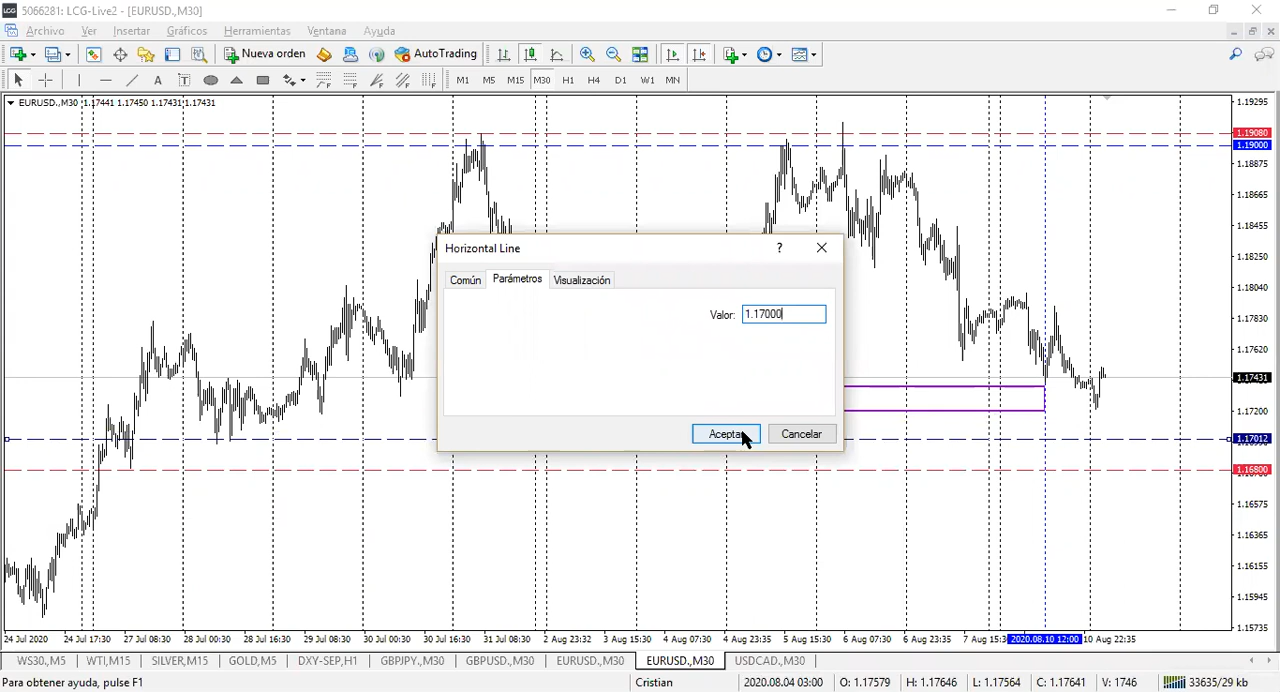 LCG 5066281: LCG-Live2 - [EURUSD.,M30]
Archivo Ver Insertar Gráficos Herramientas Ventana Ayuda
Nueva orden AutoTrading
A T M1 M5 M15 M30 H1 H4 D1 W1 MN
EURUSD.,M30 1.17441 1.17450 1.17431 1.17431
1.19295
1.19080
1.19000
1.18875
1.18665
1.18455
1.18250
1.18040
1.17830
1.17620
1.17431
1.17200
1.17012
1.16800
1.16575
1.16365
1.16155
1.15945
1.15735
Horizontal Line ?
Común Parámetros Visualización
Valor: 1.17000
Aceptar Cancelar
24 Jul 2020 24 Jul 17:30 27 Jul 08:30 28 Jul 00:30 28 Jul 16:30 29 Jul 08:30 30 Jul 00:30 30 Jul 16:30 31 Jul 08:30 2 Aug 23:32 3 Aug 15:30 4 Aug 07:30 4 Aug 23:35 5 Aug 15:30 6 Aug 07:30 6 Aug 23:35 7 Aug 15:3 2020.08.10 12:00 10 Aug 22:35
WS30.,M5 WTI,M15 SILVER,M15 GOLD,M5 DXY-SEP,H1 GBPJPY.,M30 GBPUSD.,M30 EURUSD.,M30 EURUSD.,M30 USDCAD.,M30
Para obtener ayuda, pulse F1 Cristian 2020.08.04 03:00 O: 1.17579 H: 1.17646 L: 1.17564 C: 1.17641 V: 1746 33635/29 kb